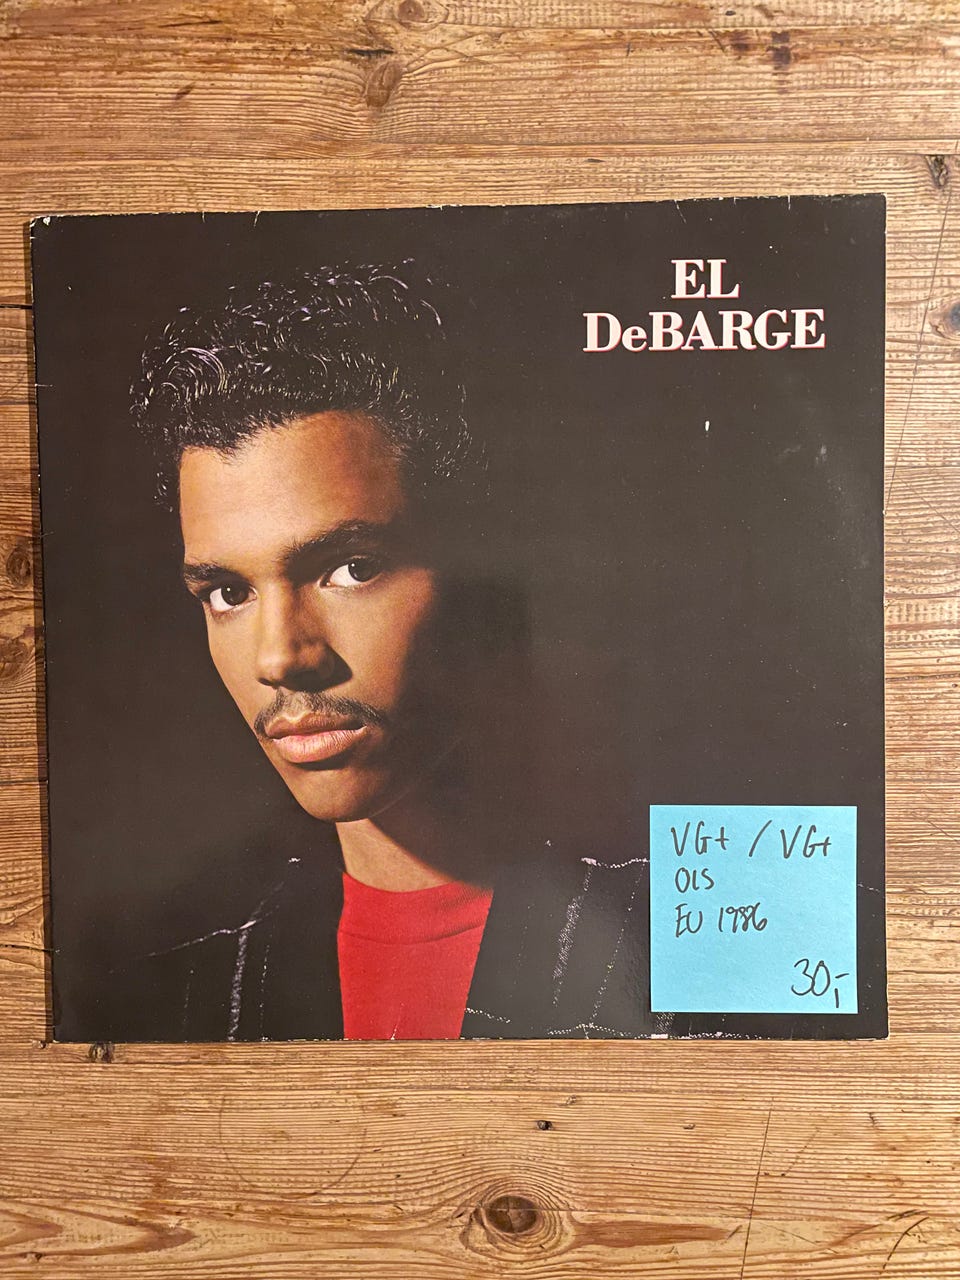 EL
DeBARGE
VG+ / VG+
OIS
EU 1986
30,-